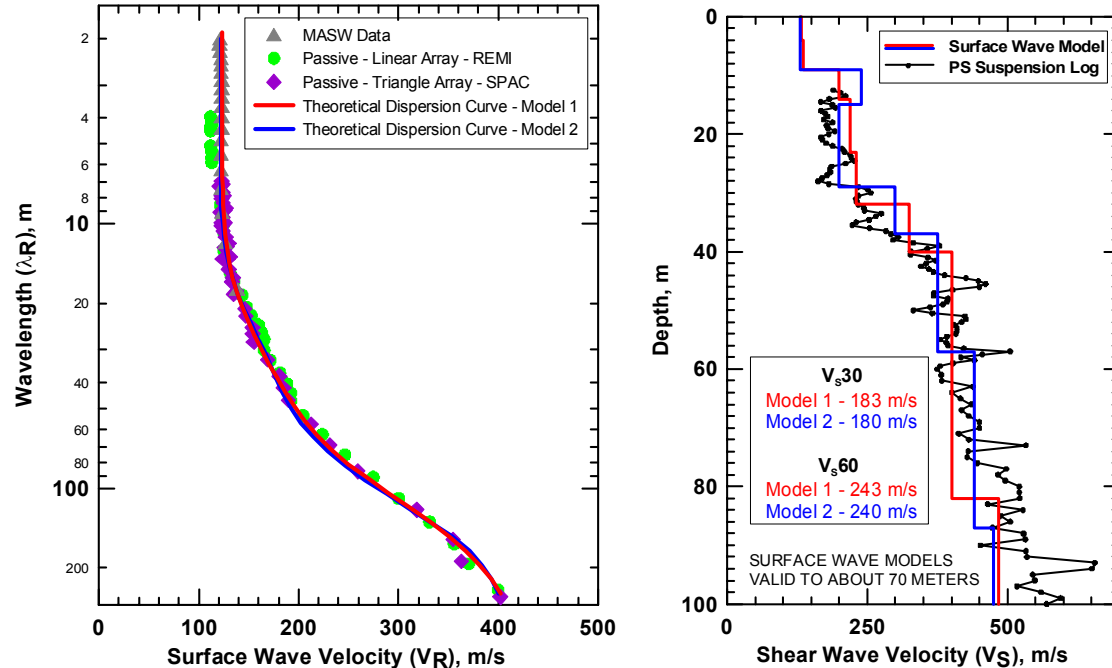 MASW Data
Passive - Linear Array - REMI
Passive - Triangle Array - SPAC
Theoretical Dispersion Curve - Model 1
Theoretical Dispersion Curve - Model 2
2
4
6
8
10
20
40
60
80
100
200
Wavelength (λR), m
0
100
200
300
400
500
Surface Wave Velocity (VR), m/s
Surface Wave Model
PS Suspension Log
0
20
40
60
80
100
Depth, m
VS30
Model 1 - 183 m/s
Model 2 - 180 m/s
VS60
Model 1 - 243 m/s
Model 2 - 240 m/s
SURFACE WAVE MODELS
VALID TO ABOUT 70 METERS
0
250
500
Shear Wave Velocity (VS), m/s